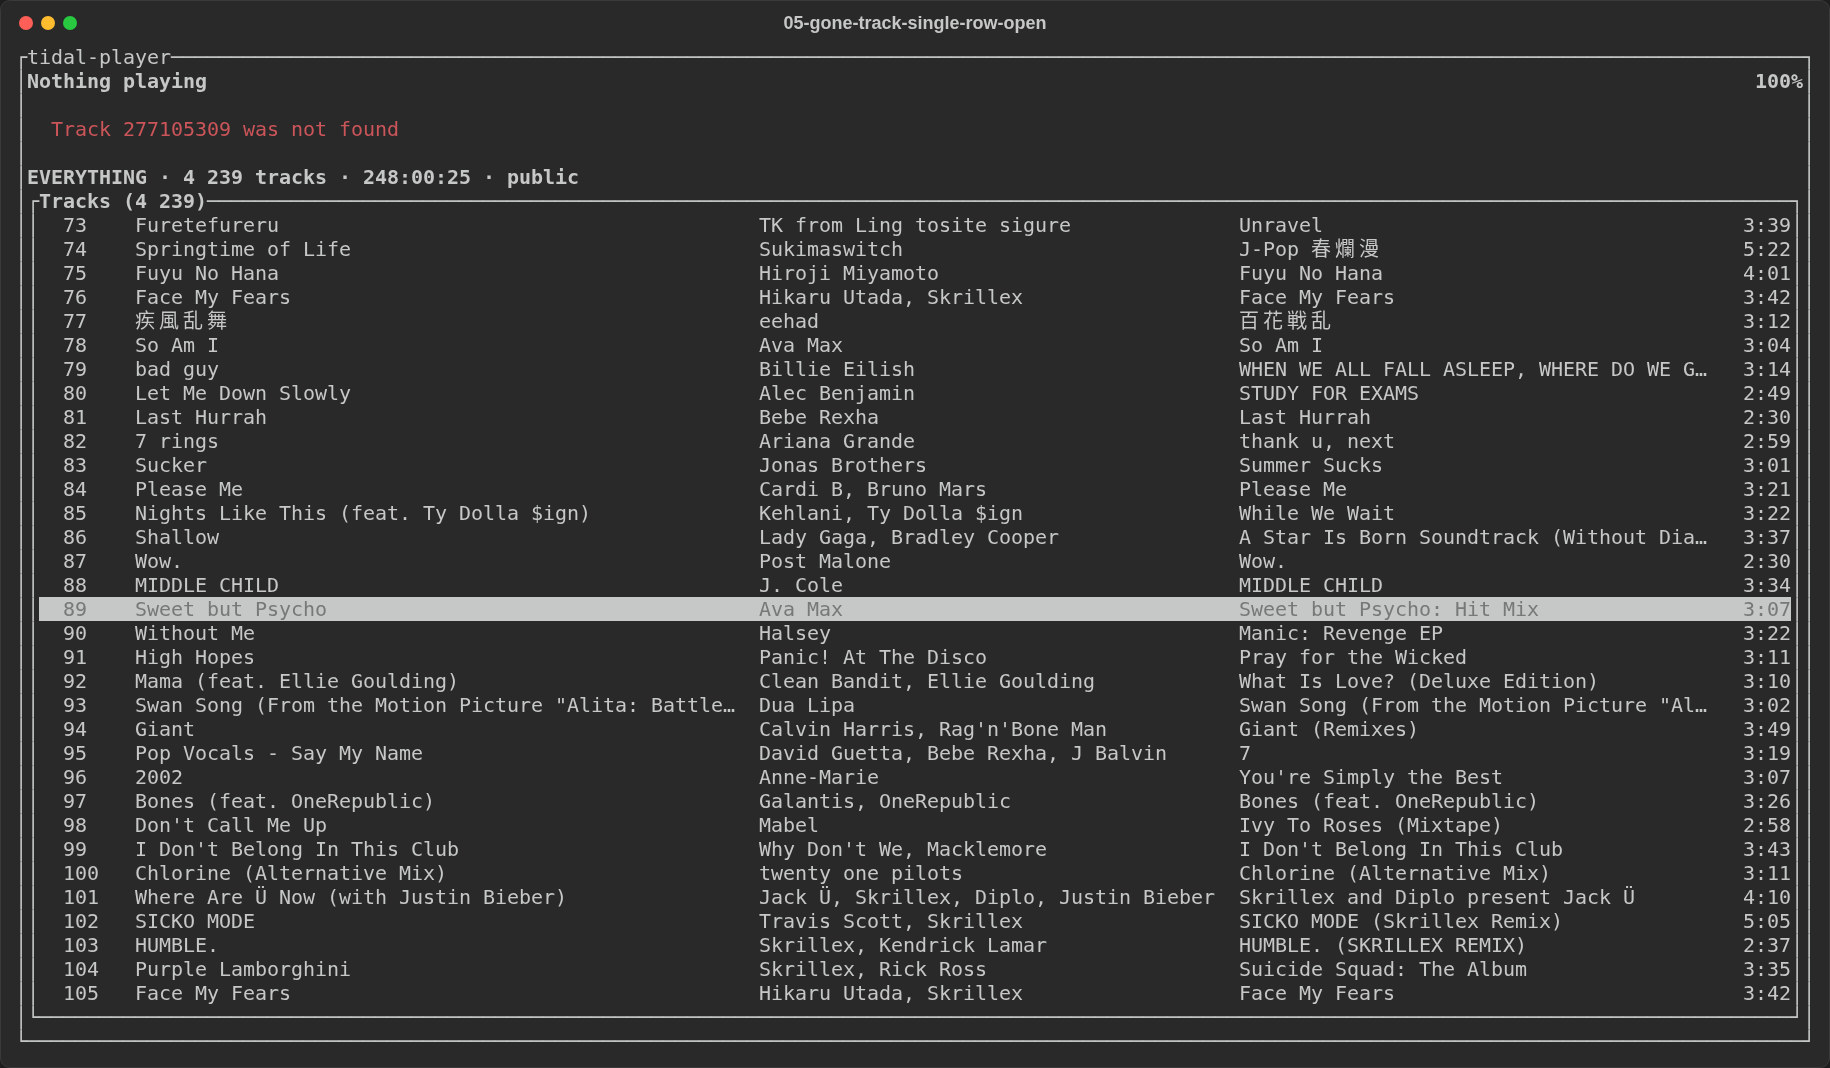 05-gone-track-single-row-open
tidal-player
Nothing playing 100%
Track 277105309 was not found
EVERYTHING · 4 239 tracks · 248:00:25 · public
Tracks (4 239)
73 Furetefureru TK from Ling tosite sigure Unravel 3:39
74 Springtime of Life Sukimaswitch J-Pop 春爛漫 5:22
75 Fuyu No Hana Hiroji Miyamoto Fuyu No Hana 4:01
76 Face My Fears Hikaru Utada, Skrillex Face My Fears 3:42
77 疾風乱舞 eehad 百花戦乱 3:12
78 So Am I Ava Max So Am I 3:04
79 bad guy Billie Eilish WHEN WE ALL FALL ASLEEP, WHERE DO WE G… 3:14
80 Let Me Down Slowly Alec Benjamin STUDY FOR EXAMS 2:49
81 Last Hurrah Bebe Rexha Last Hurrah 2:30
82 7 rings Ariana Grande thank u, next 2:59
83 Sucker Jonas Brothers Summer Sucks 3:01
84 Please Me Cardi B, Bruno Mars Please Me 3:21
85 Nights Like This (feat. Ty Dolla $ign) Kehlani, Ty Dolla $ign While We Wait 3:22
86 Shallow Lady Gaga, Bradley Cooper A Star Is Born Soundtrack (Without Dia… 3:37
87 Wow. Post Malone Wow. 2:30
88 MIDDLE CHILD J. Cole MIDDLE CHILD 3:34
89 Sweet but Psycho Ava Max Sweet but Psycho: Hit Mix 3:07
90 Without Me Halsey Manic: Revenge EP 3:22
91 High Hopes Panic! At The Disco Pray for the Wicked 3:11
92 Mama (feat. Ellie Goulding) Clean Bandit, Ellie Goulding What Is Love? (Deluxe Edition) 3:10
93 Swan Song (From the Motion Picture "Alita: Battle… Dua Lipa Swan Song (From the Motion Picture "Al… 3:02
94 Giant Calvin Harris, Rag'n'Bone Man Giant (Remixes) 3:49
95 Pop Vocals - Say My Name David Guetta, Bebe Rexha, J Balvin 7 3:19
96 2002 Anne-Marie You're Simply the Best 3:07
97 Bones (feat. OneRepublic) Galantis, OneRepublic Bones (feat. OneRepublic) 3:26
98 Don't Call Me Up Mabel Ivy To Roses (Mixtape) 2:58
99 I Don't Belong In This Club Why Don't We, Macklemore I Don't Belong In This Club 3:43
100 Chlorine (Alternative Mix) twenty one pilots Chlorine (Alternative Mix) 3:11
101 Where Are Ü Now (with Justin Bieber) Jack Ü, Skrillex, Diplo, Justin Bieber Skrillex and Diplo present Jack Ü 4:10
102 SICKO MODE Travis Scott, Skrillex SICKO MODE (Skrillex Remix) 5:05
103 HUMBLE. Skrillex, Kendrick Lamar HUMBLE. (SKRILLEX REMIX) 2:37
104 Purple Lamborghini Skrillex, Rick Ross Suicide Squad: The Album 3:35
105 Face My Fears Hikaru Utada, Skrillex Face My Fears 3:42